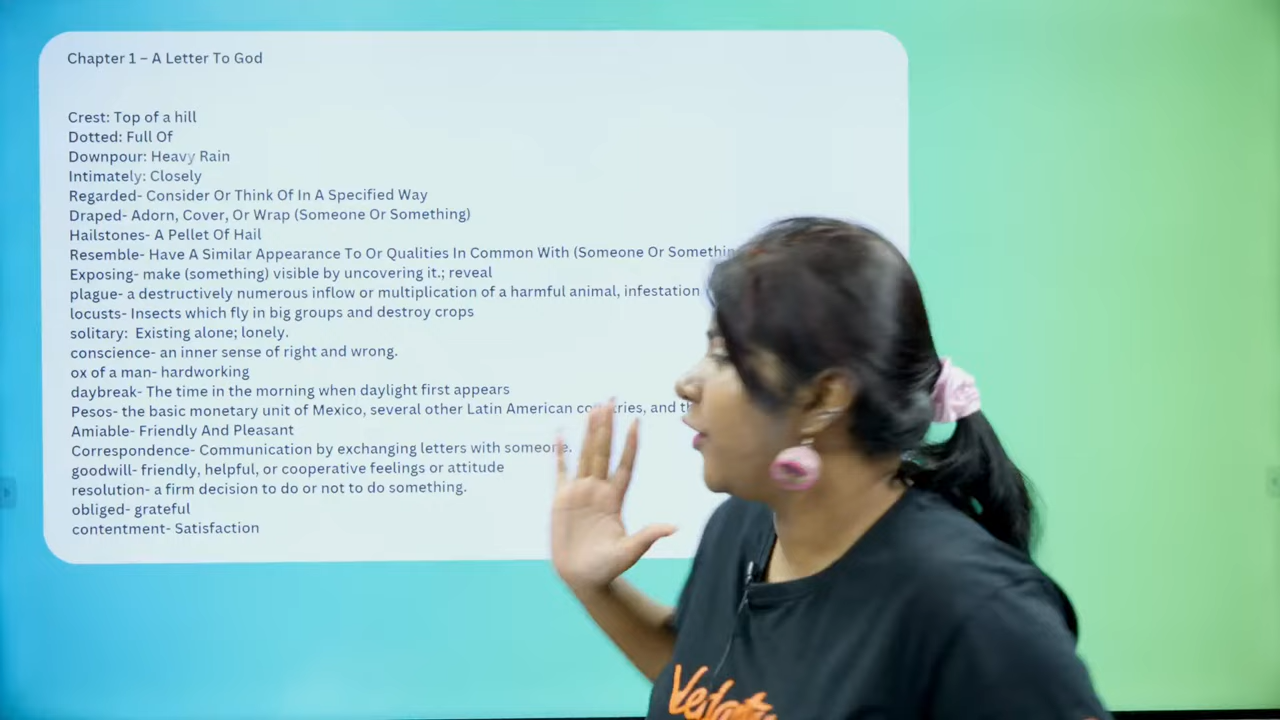 Chapter 1 – A Letter To God
Crest: Top of a hill
Dotted: Full Of
Downpour: Heavy Rain
Intimately: Closely
Regarded- Consider Or Think Of In A Specified Way
Draped- Adorn, Cover, Or Wrap (Someone Or Something)
Hailstones- A Pellet Of Hail
Resemble- Have A Similar Appearance To Or Qualities In Common With (Someone Or
Exposing- make (something) visible by uncovering it.; reveal
plague- a destructively numerous inflow or multiplication of a harmful animal, infestation
locusts- Insects which fly in big groups and destroy crops
solitary: Existing alone; lonely.
conscience- an inner sense of right and wrong.
ox of a man- hardworking
daybreak- The time in the morning when daylight first appears
Pesos- the basic monetary unit of Mexico, several other Latin American countries, and
Amiable- Friendly And Pleasant
Correspondence- Communication by exchanging letters with someone.
goodwill- friendly, helpful, or cooperative feelings or attitude
resolution- a firm decision to do or not to do something.
obliged- grateful
contentment- Satisfaction